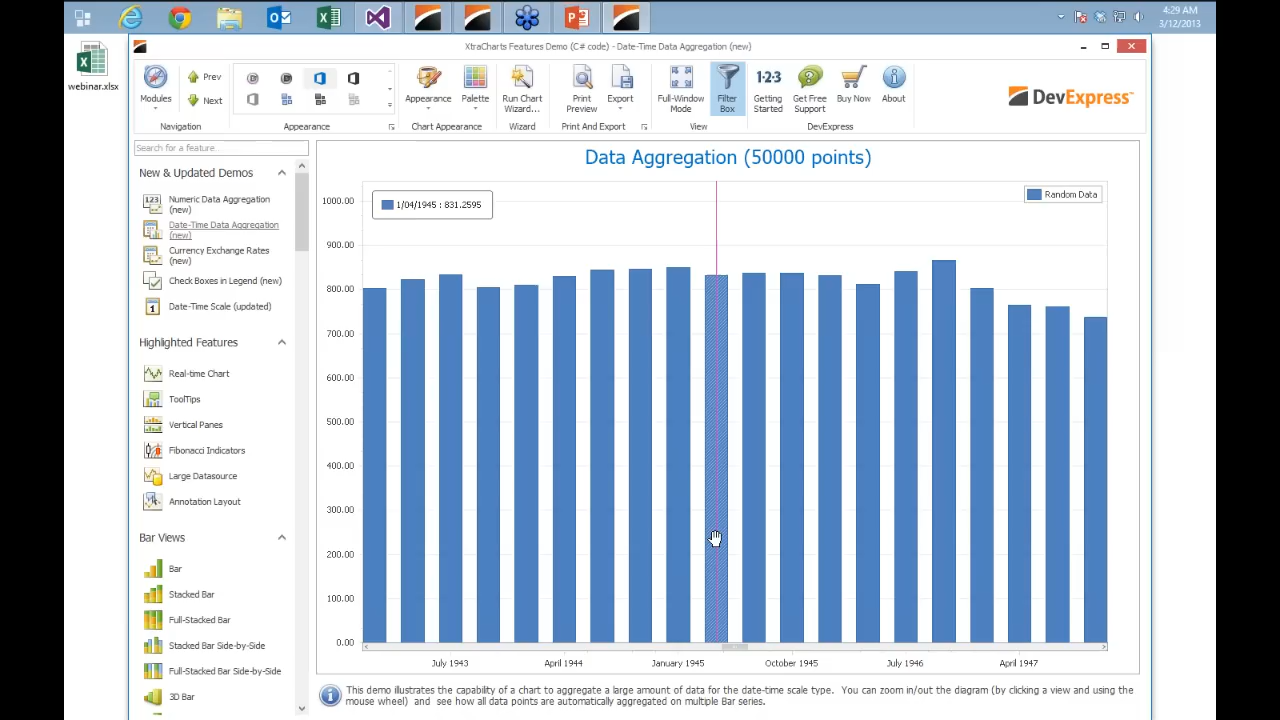 4:29 AM
3/12/2013
webinar.xlsx
XtraCharts Features Demo (C# code) - Date-Time Data Aggregation (new)
Modules
Prev
Next
Navigation
Appearance
Appearance
Palette
Chart Appearance
Run Chart
Wizard...
Wizard
Print
Preview
Export
Print And Export
Full-Window
Mode
Filter
Box
View
1·2·3
Getting
Started
Get Free
Support
Buy Now
About
DevExpress
DevExpress™
Search for a feature...
New & Updated Demos
123
Numeric Data Aggregation
(new)
Date-Time Data Aggregation
(new)
Currency Exchange Rates
(new)
Check Boxes in Legend (new)
1
Date-Time Scale (updated)
Highlighted Features
Real-time Chart
ToolTips
Vertical Panes
Fibonacci Indicators
Large Datasource
Annotation Layout
Bar Views
Bar
Stacked Bar
Full-Stacked Bar
Stacked Bar Side-by-Side
Full-Stacked Bar Side-by-Side
3D Bar
Data Aggregation (50000 points)
1/04/1945 : 831.2595
Random Data
1000.00
900.00
800.00
700.00
600.00
500.00
400.00
300.00
200.00
100.00
0.00
July 1943
April 1944
January 1945
October 1945
July 1946
April 1947
This demo illustrates the capability of a chart to aggregate a large amount of data for the date-time scale type. You can zoom in/out the diagram (by clicking a view and using the
mouse wheel) and see how all data points are automatically aggregated on multiple Bar series.